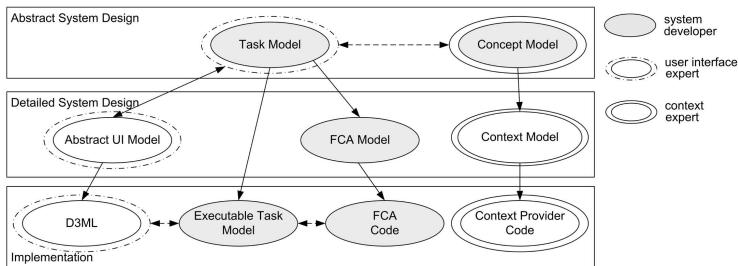 Abstract System Design
Task Model
Concept Model
system
developer
user interface
expert
context
expert
Detailed System Design
Abstract UI Model
FCA Model
Context Model
D3ML
Executable Task
Model
FCA
Code
Context Provider
Code
Implementation